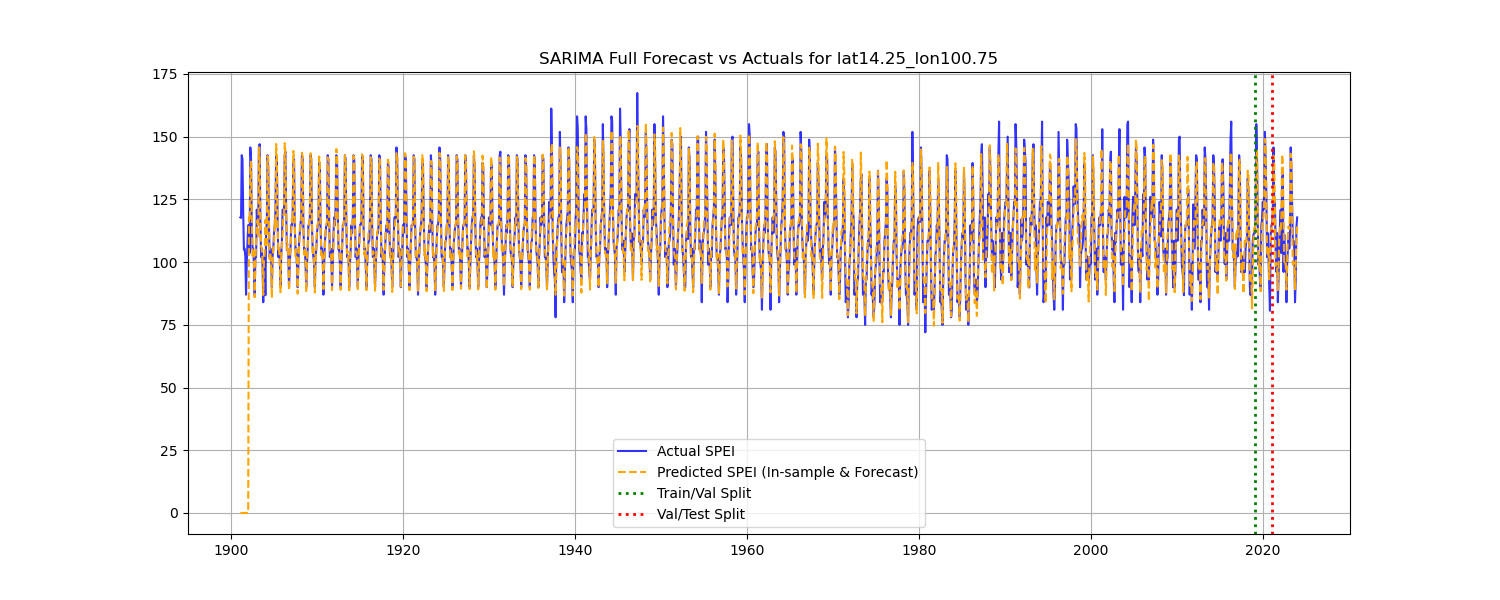 SARIMA Full Forecast vs Actuals for lat14.25_lon100.75
175
150
125
100
75
50
25
0
Actual SPEI
Predicted SPEI (In-sample & Forecast)
Train/Val Split
Val/Test Split
1900 1920 1940 1960 1980 2000 2020